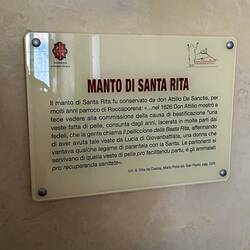 MANTO DI SANTA RITA
Il manto di Santa Rita fu conservato da don Attilio De Sanctis, per
molti anni parroco di Roccaporena: «...nel 1626 Don Attilio mostrò e
fece vedere alla commissione della causa di beatificazione "una
veste fatta di pelle, consunta dagli anni, lacerata in molte parti dai
fedeli, che la gente chiama il pelliccione della Beata Rita, affermando
di aver avuta tale veste da Lucia di Giovanbattista, una donna che si
vantava qualche legame di parentela con la Santa. Le partorienti si
servivano di quella veste di pelle pro facilitando partu, e gli ammalati
pro recuperanda sanitate».